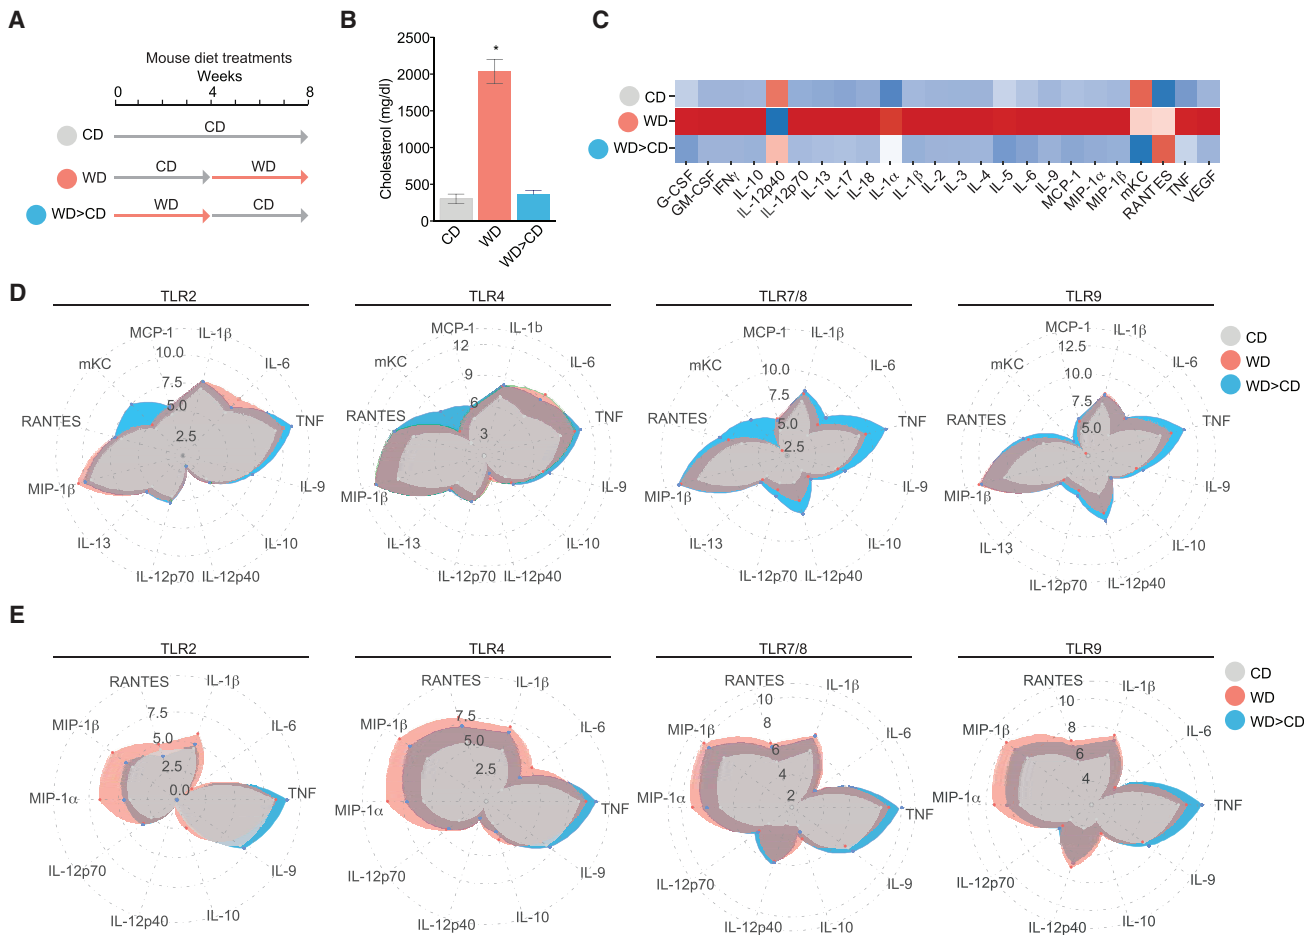 A
Mouse diet treatments
Weeks
0 4 8
CD
CD
WD
CD
WD
WD>CD
WD
CD
B
Cholesterol (mg/dl)
2500
2000
1500
1000
500
0
*
CD
WD
WD>CD
C
CD
WD
WD>CD
G-CSF
GM-CSF
IFNγ
IL-10
IL-12p40
IL-12p70
IL-13
IL-17
IL-18
IL-1α
IL-1β
IL-2
IL-3
IL-4
IL-5
IL-6
IL-9
MCP-1
MIP-1α
MIP-1β
mKC
RANTES
TNF
VEGF
D
TLR2
MCP-1
IL-1β
IL-6
TNF
IL-9
IL-10
IL-12p40
IL-12p70
IL-13
MIP-1β
RANTES
mKC
10.0
7.5
5.0
2.5
TLR4
MCP-1
IL-1b
IL-6
TNF
IL-9
IL-10
IL-12p40
IL-12p70
IL-13
MIP-1β
RANTES
mKC
12
9
6
3
TLR7/8
MCP-1
IL-1β
IL-6
TNF
IL-9
IL-10
IL-12p40
IL-12p70
IL-13
MIP-1β
RANTES
mKC
10.0
7.5
5.0
2.5
TLR9
MCP-1
IL-1β
IL-6
TNF
IL-9
IL-10
IL-12p40
IL-12p70
IL-13
MIP-1β
RANTES
mKC
12.5
10.0
7.5
5.0
CD
WD
WD>CD
E
TLR2
RANTES
IL-1β
IL-6
TNF
IL-9
IL-10
IL-12p40
IL-12p70
MIP-1α
MIP-1β
7.5
5.0
2.5
0.0
TLR4
RANTES
IL-1β
IL-6
TNF
IL-9
IL-10
IL-12p40
IL-12p70
MIP-1α
MIP-1β
7.5
5.0
2.5
TLR7/8
RANTES
IL-1β
IL-6
TNF
IL-9
IL-10
IL-12p40
IL-12p70
MIP-1α
MIP-1β
10
8
6
4
2
TLR9
RANTES
IL-1β
IL-6
TNF
IL-9
IL-10
IL-12p40
IL-12p70
MIP-1α
MIP-1β
10
8
6
4
CD
WD
WD>CD